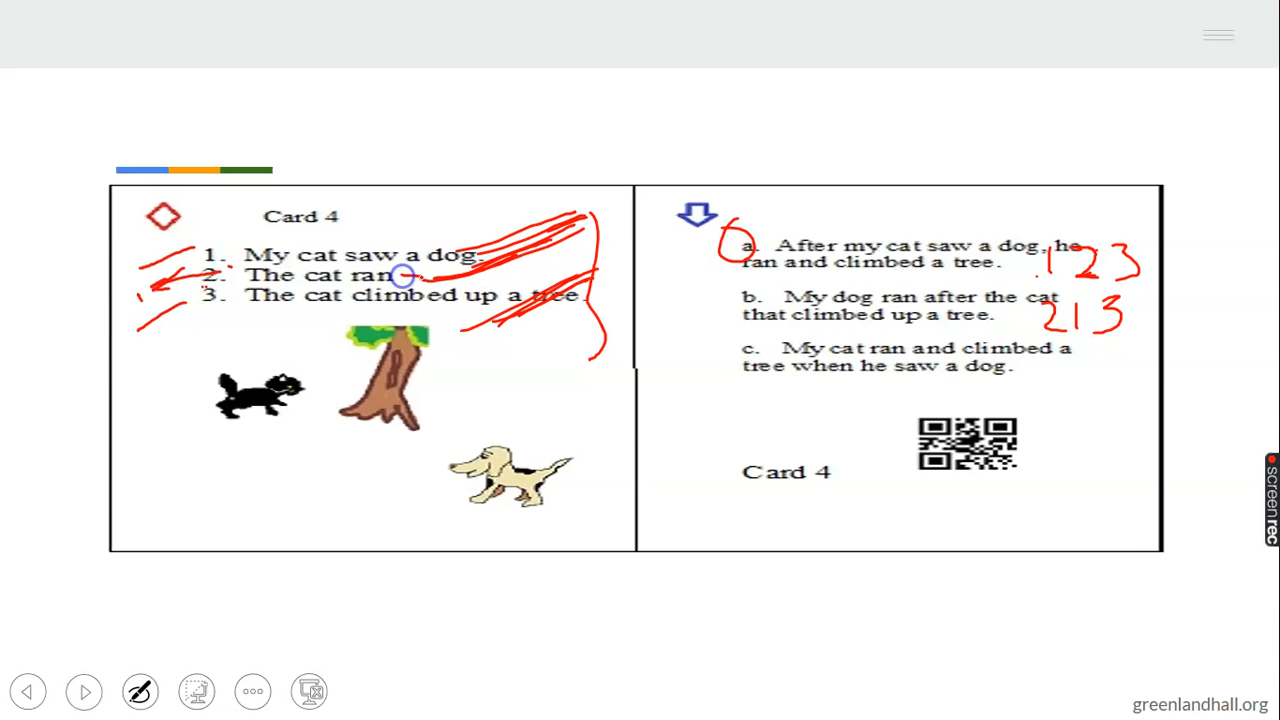 Card 4
1. My cat saw a dog.
2. The cat ran
3. The cat climbed up a tree.
a. After my cat saw a dog, he
ran and climbed a tree.
1 2 3
b. My dog ran after the cat
that climbed up a tree.
2 1 3
c. My cat ran and climbed a
tree when he saw a dog.
Card 4
screenrec
greenlandhall.org